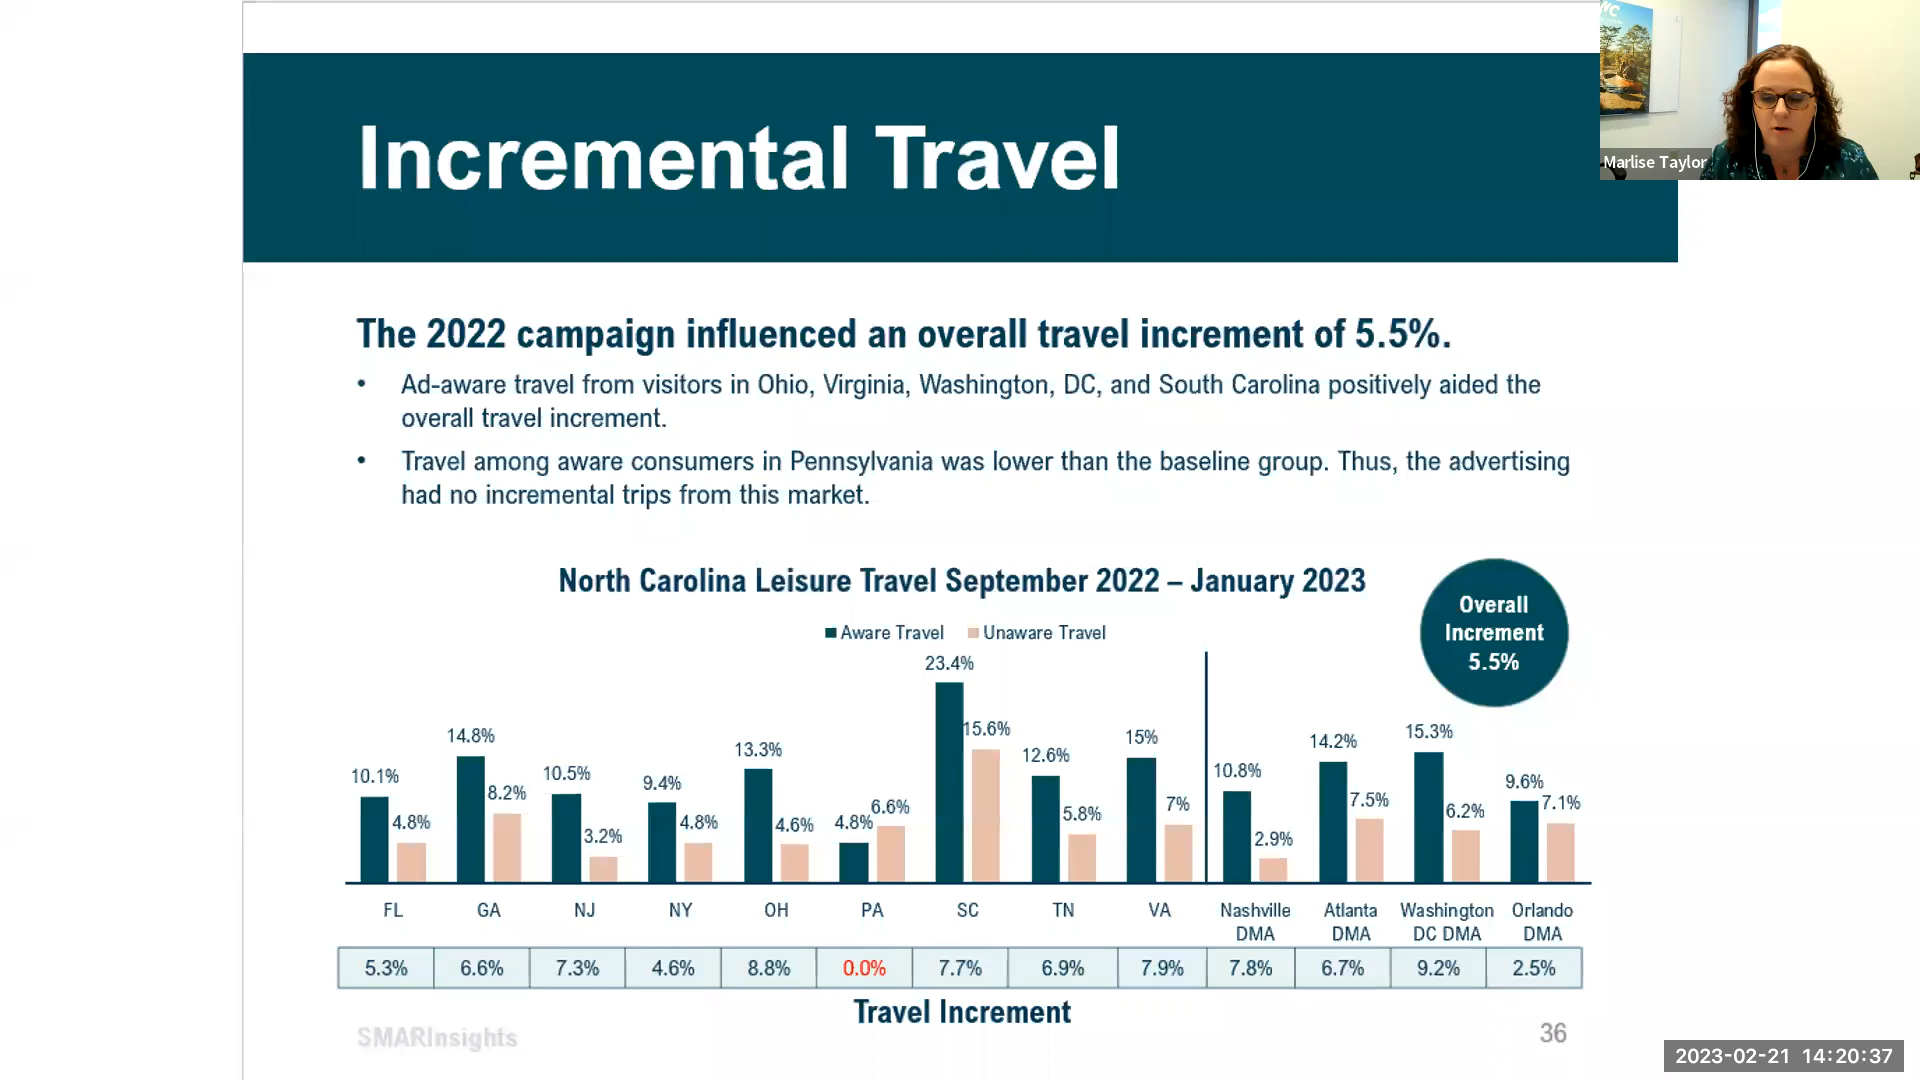 NC
Marlise Taylor
Incremental Travel
The 2022 campaign influenced an overall travel increment of 5.5%.
• Ad-aware travel from visitors in Ohio, Virginia, Washington, DC, and South Carolina positively aided the
overall travel increment.
• Travel among aware consumers in Pennsylvania was lower than the baseline group. Thus, the advertising
had no incremental trips from this market.
North Carolina Leisure Travel September 2022 – January 2023
Overall
Increment
5.5%
Aware Travel Unaware Travel
10.1% 4.8% 14.8% 8.2% 10.5% 3.2% 9.4% 4.8% 13.3% 4.6% 4.8% 6.6% 23.4% 15.6% 12.6% 5.8% 15% 7% 10.8% 2.9% 14.2% 7.5% 15.3% 6.2% 9.6% 7.1%
FL GA NJ NY OH PA SC TN VA Nashville Atlanta Washington Orlando
DMA DMA DC DMA DMA
5.3% 6.6% 7.3% 4.6% 8.8% 0.0% 7.7% 6.9% 7.9% 7.8% 6.7% 9.2% 2.5%
Travel Increment
SMARInsights
36
2023-02-21 14:20:37